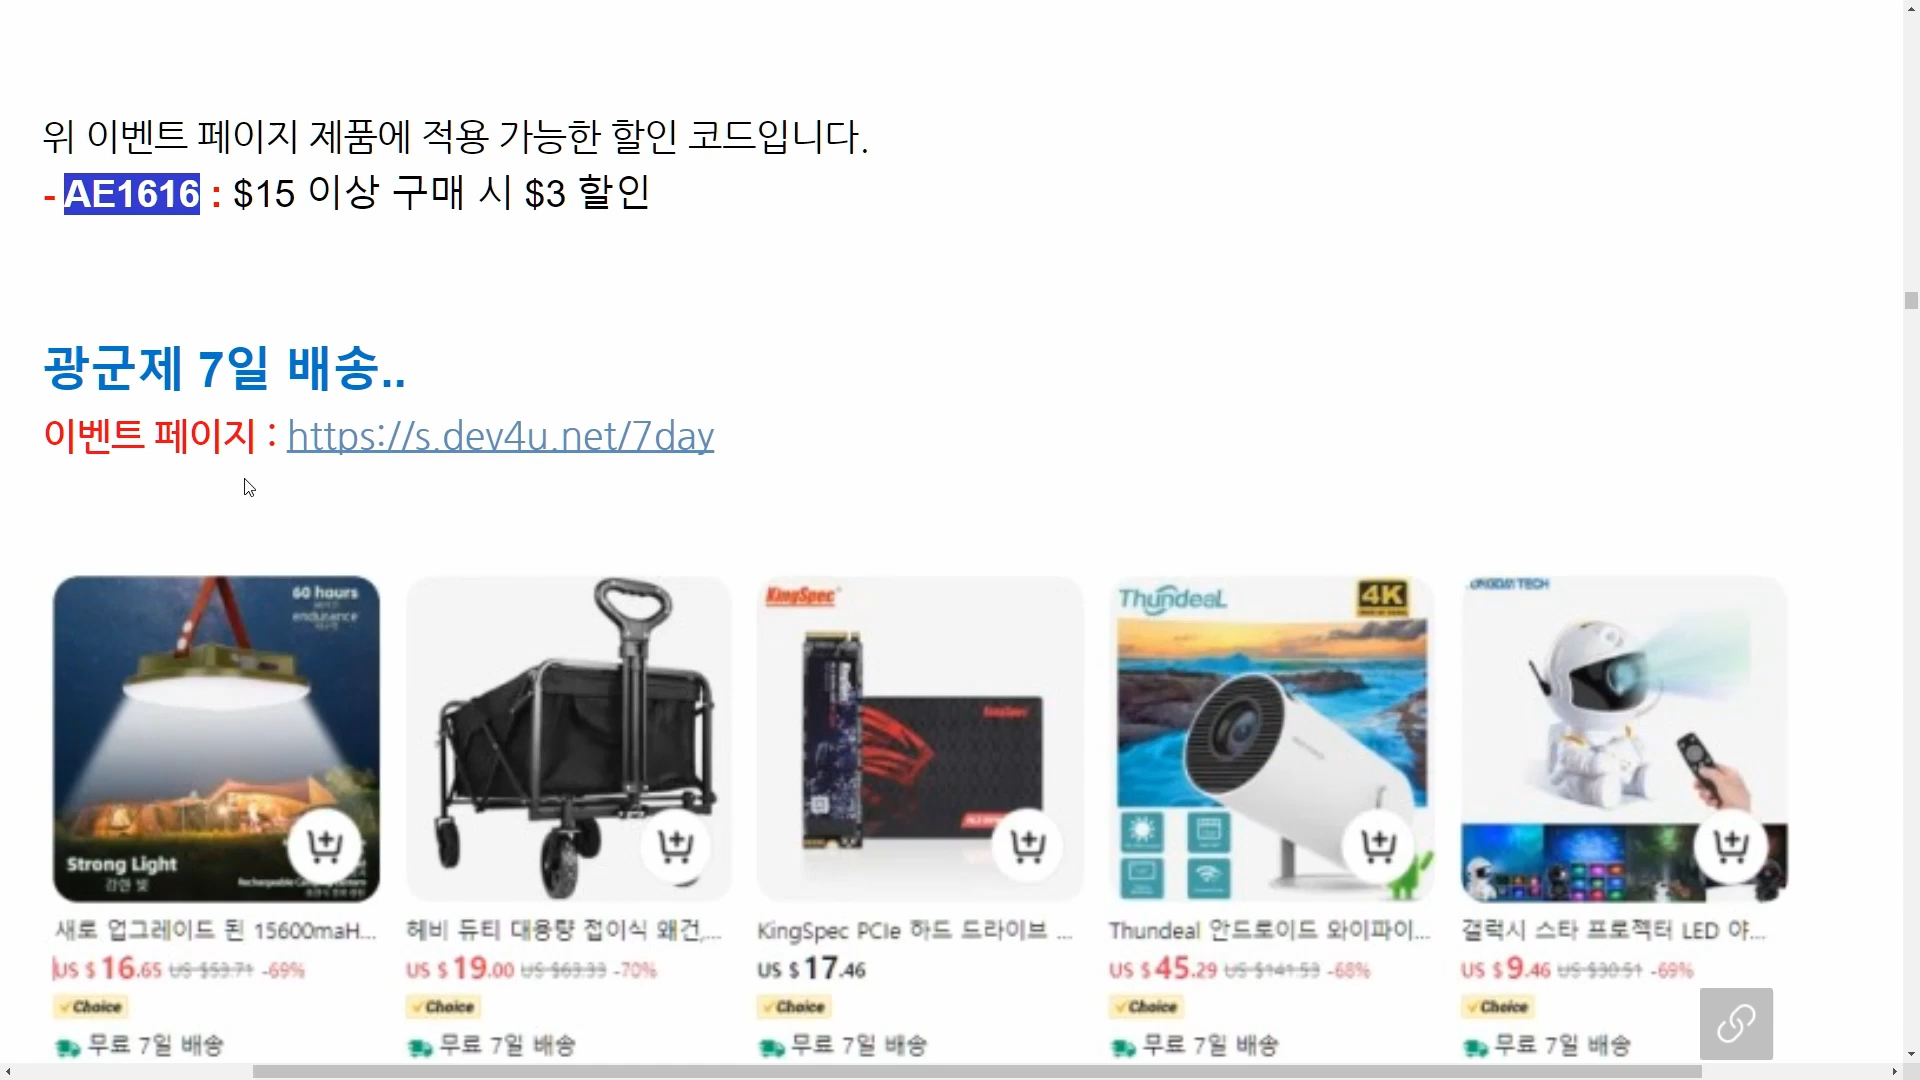 위 이벤트 페이지 제품에 적용 가능한 할인 코드입니다.
- AE1616 : $15 이상 구매 시 $3 할인
광군제 7일 배송..
이벤트 페이지 : https://s.dev4u.net/7day
60 hours
endurance
Strong Light
강한 빛
KingSpec
KingSpec
ThundeaL
4K
TECH
새로 업그레이드 된 15600maH...
헤비 듀티 대용량 접이식 왜건,...
KingSpec PCIe 하드 드라이브 ...
Thundeal 안드로이드 와이파이...
갤럭시 스타 프로젝터 LED 야...
US $16.65 US $53.71 -69%
US $19.00 US $63.33 -70%
US $17.46
US $45.29 US $141.53 -68%
US $9.46 US $30.51 -69%
Choice
Choice
Choice
Choice
Choice
무료 7일 배송
무료 7일 배송
무료 7일 배송
무료 7일 배송
무료 7일 배송